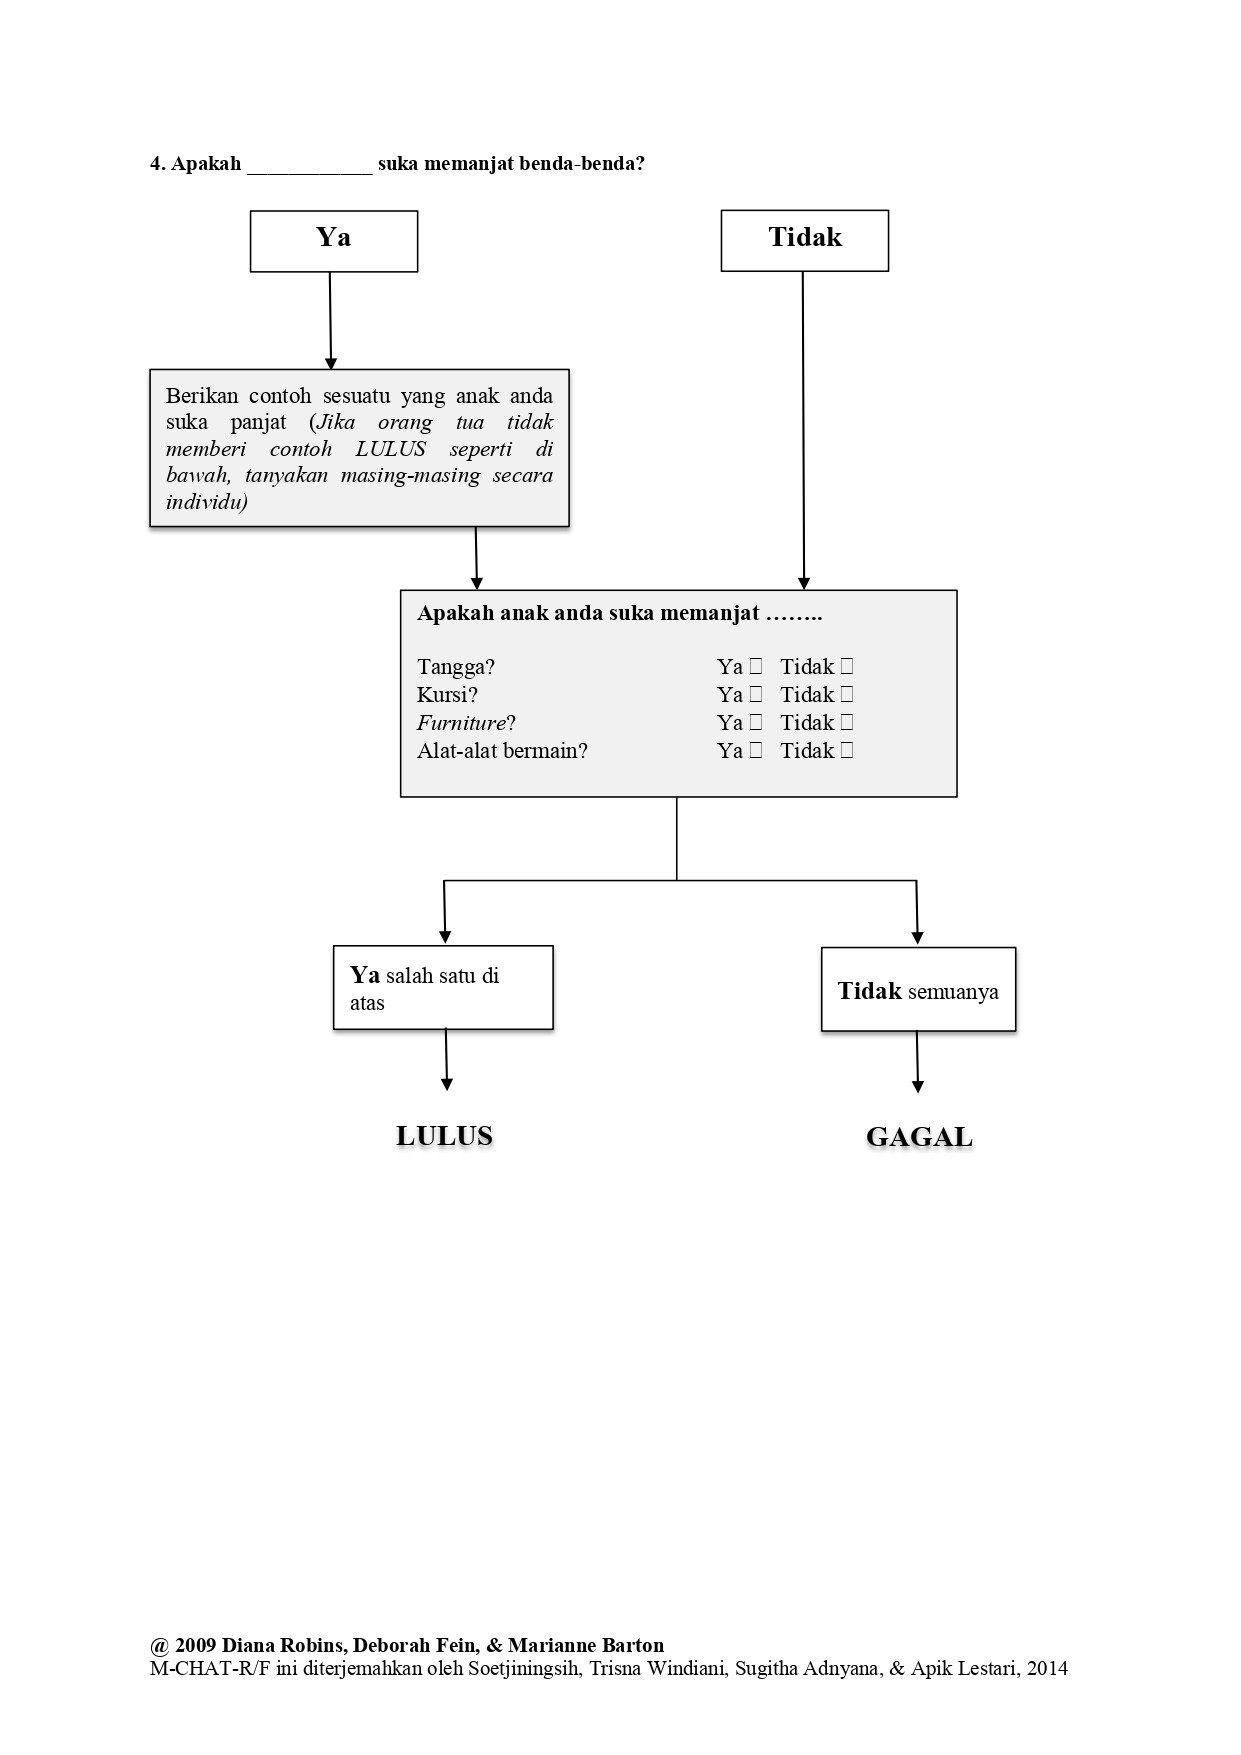 4. Apakah ____________ suka memanjat benda-benda?
Ya
Tidak
Berikan contoh sesuatu yang anak anda
suka panjat (Jika orang tua tidak
memberi contoh LULUS seperti di
bawah, tanyakan masing-masing secara
individu)
Apakah anak anda suka memanjat ……..
Tangga? Ya □ Tidak □
Kursi? Ya □ Tidak □
Furniture? Ya □ Tidak □
Alat-alat bermain? Ya □ Tidak □
Ya salah satu di
atas
Tidak semuanya
LULUS
GAGAL
@ 2009 Diana Robins, Deborah Fein, & Marianne Barton
M-CHAT-R/F ini diterjemahkan oleh Soetjiningsih, Trisna Windiani, Sugitha Adnyana, & Apik Lestari, 2014